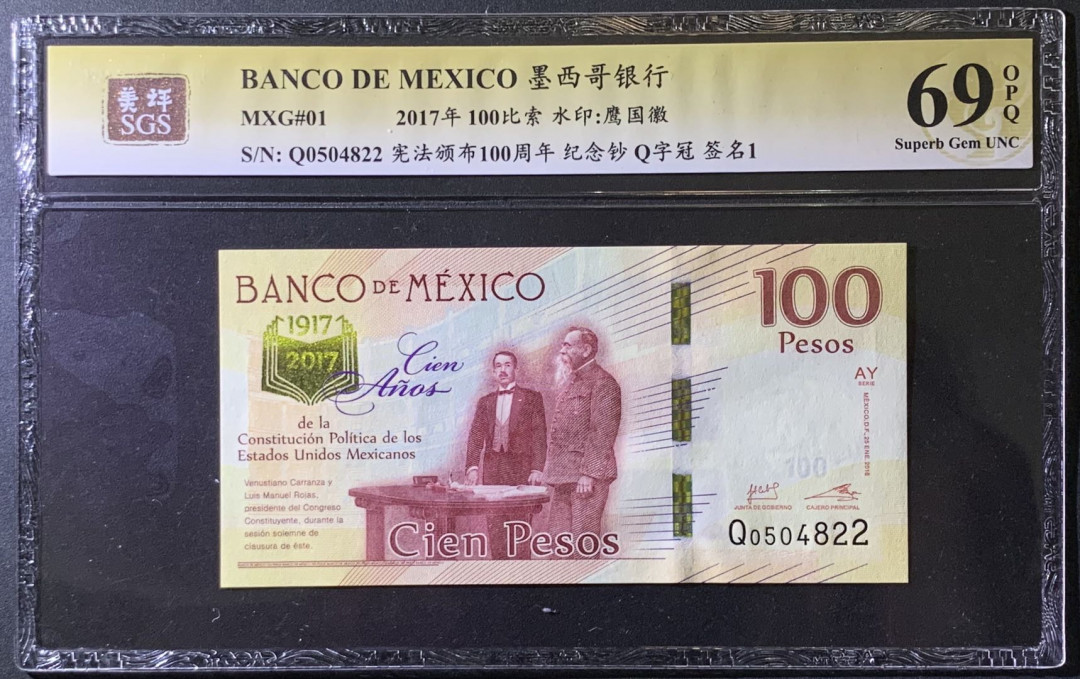 BANCO DE MEXICO 墨西哥银行
MXG#01 2017年 100比索 水印:鹰国徽
S/N: Q0504822 宪法颁布100周年 纪念钞 Q字冠 签名1
美评
SGS
69
OPQ
Superb Gem UNC
BANCO DE MÉXICO
1917
2017
Cien
Años
de la
Constitución Política de los
Estados Unidos Mexicanos
Venustiano Carranza y
Luis Manuel Rojas,
presidente del Congreso
Constituyente, durante la
sesión solemne de
clausura de éste.
Cien Pesos
100
Pesos
AY
SERIE
MÉXICO, D.F., 29 ENE. 2016
100
JUNTA DE GOBIERNO CAJERO PRINCIPAL
Q0504822